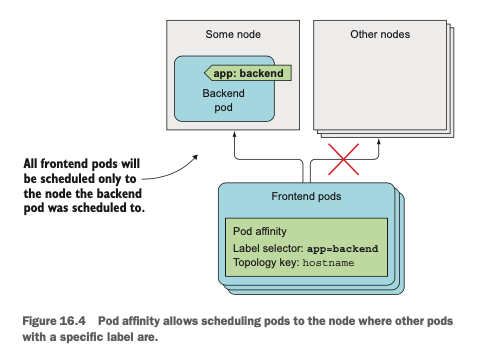 Some node
Other nodes
app: backend
Backend
pod
All frontend pods will
be scheduled only to
the node the backend
pod was scheduled to.
Frontend pods
Pod affinity
Label selector: app=backend
Topology key: hostname
Figure 16.4 Pod affinity allows scheduling pods to the node where other pods
with a specific label are.